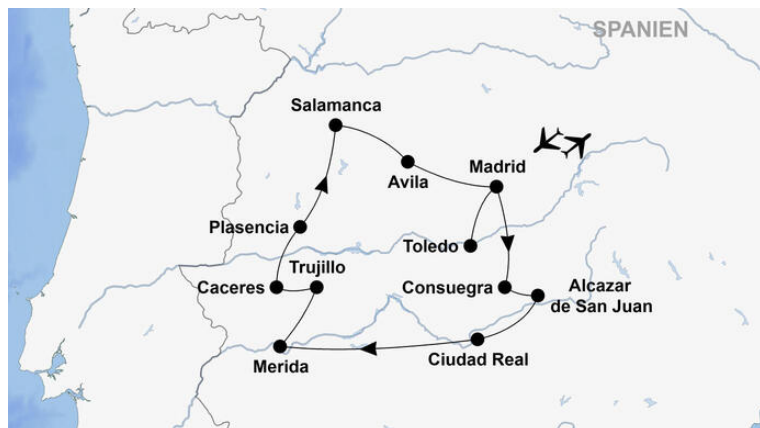 SPANIEN
Salamanca
Madrid
Avila
Plasencia
Toledo
Trujillo
Caceres
Consuegra
Alcazar
de San Juan
Ciudad Real
Merida